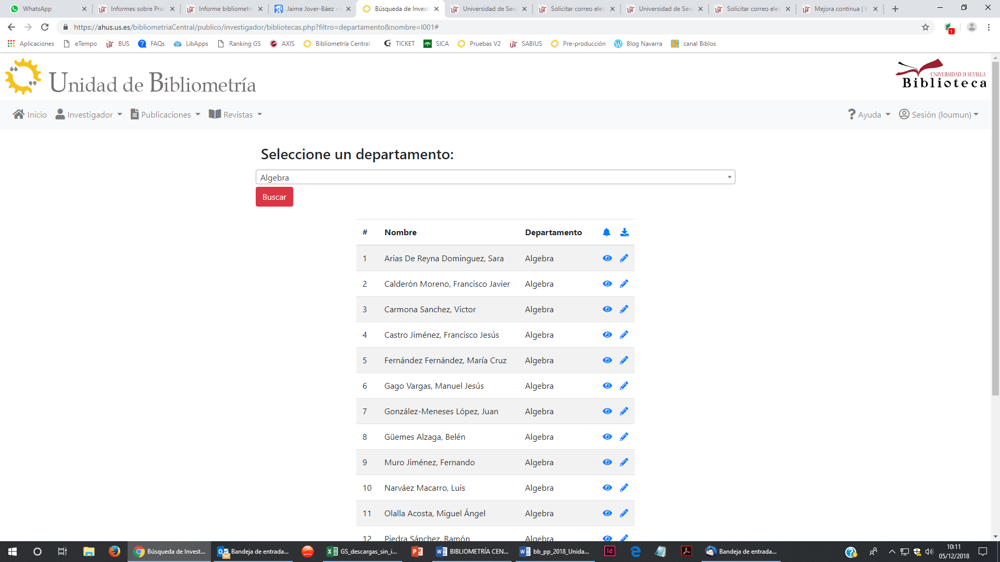 WhatsApp
Informes sobre Pro
Informe bibliometri
Jaime Jover-Báez -
Búsqueda de Invest
Universidad de Sevi
Solicitar correo elec
Universidad de Sevi
Solicitar correo elec
Mejora continua | I
https://ahus.us.es/bibliometriaCentral/publico/investigador/bibliotecas.php?filtro=departamento&nombre=I001#
1
Aplicaciones eTempo BUS FAQs LibApps Ranking GS AXIS Bibliometría Central TICKET SICA Pruebas V2 SABIUS Pre-producción Blog Navarra canal Biblos
Unidad de Bibliometría
UNIVERSIDAD D SEVILLA
Biblioteca
Inicio Investigador Publicaciones Revistas Ayuda Sesión (loumun)
Seleccione un departamento:
Algebra
Buscar
# Nombre Departamento
1 Arias De Reyna Dominguez, Sara Algebra
2 Calderón Moreno, Francisco Javier Algebra
3 Carmona Sanchez, Victor Algebra
4 Castro Jiménez, Francisco Jesús Algebra
5 Fernández Fernández, María Cruz Algebra
6 Gago Vargas, Manuel Jesús Algebra
7 González-Meneses López, Juan Algebra
8 Güemes Alzaga, Belén Algebra
9 Muro Jiménez, Fernando Algebra
10 Narváez Macarro, Luis Algebra
11 Olalla Acosta, Miguel Ángel Algebra
12 Piedra Sánchez, Ramón Algebra
Búsqueda de Invest...
Bandeja de entrada...
GS_descargas_sin_i...
BIBLIOMETRÍA CEN...
bb_pp_2018_Unida...
Id
Bandeja de entrada...
10:11
05/12/2018